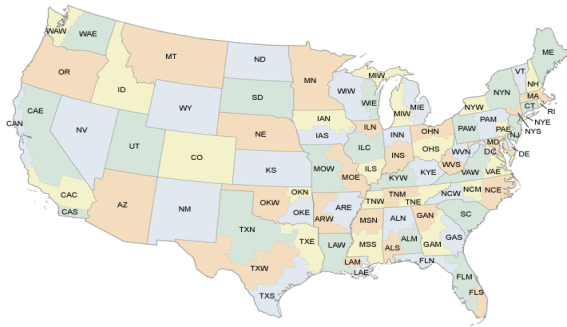 WAW
WAE
MT
ND
MN
ME
VT
NH
OR
ID
SD
WIW
WIE
MIW
MIE
NYN
MA
CT
RI
WY
NYW
NYE
NYS
CAN
CAE
NV
UT
NE
IAN
IAS
ILN
INN
OHN
PAW
PAM
PAE
NJ
MIW
CO
KS
MOW
MOE
ILC
ILS
INS
OHS
WVN
WVS
MD
DC
DE
CAC
CAS
AZ
NM
OKW
OKN
OKE
ARW
ARE
KYW
KYE
VAW
VAE
TNW
TNM
TNE
NCW
NCM
NCE
TXN
TXW
TXE
TXS
LAW
LAM
LAE
MSN
MSS
ALN
ALM
ALS
GAN
GAM
GAS
SC
FLN
FLM
FLS